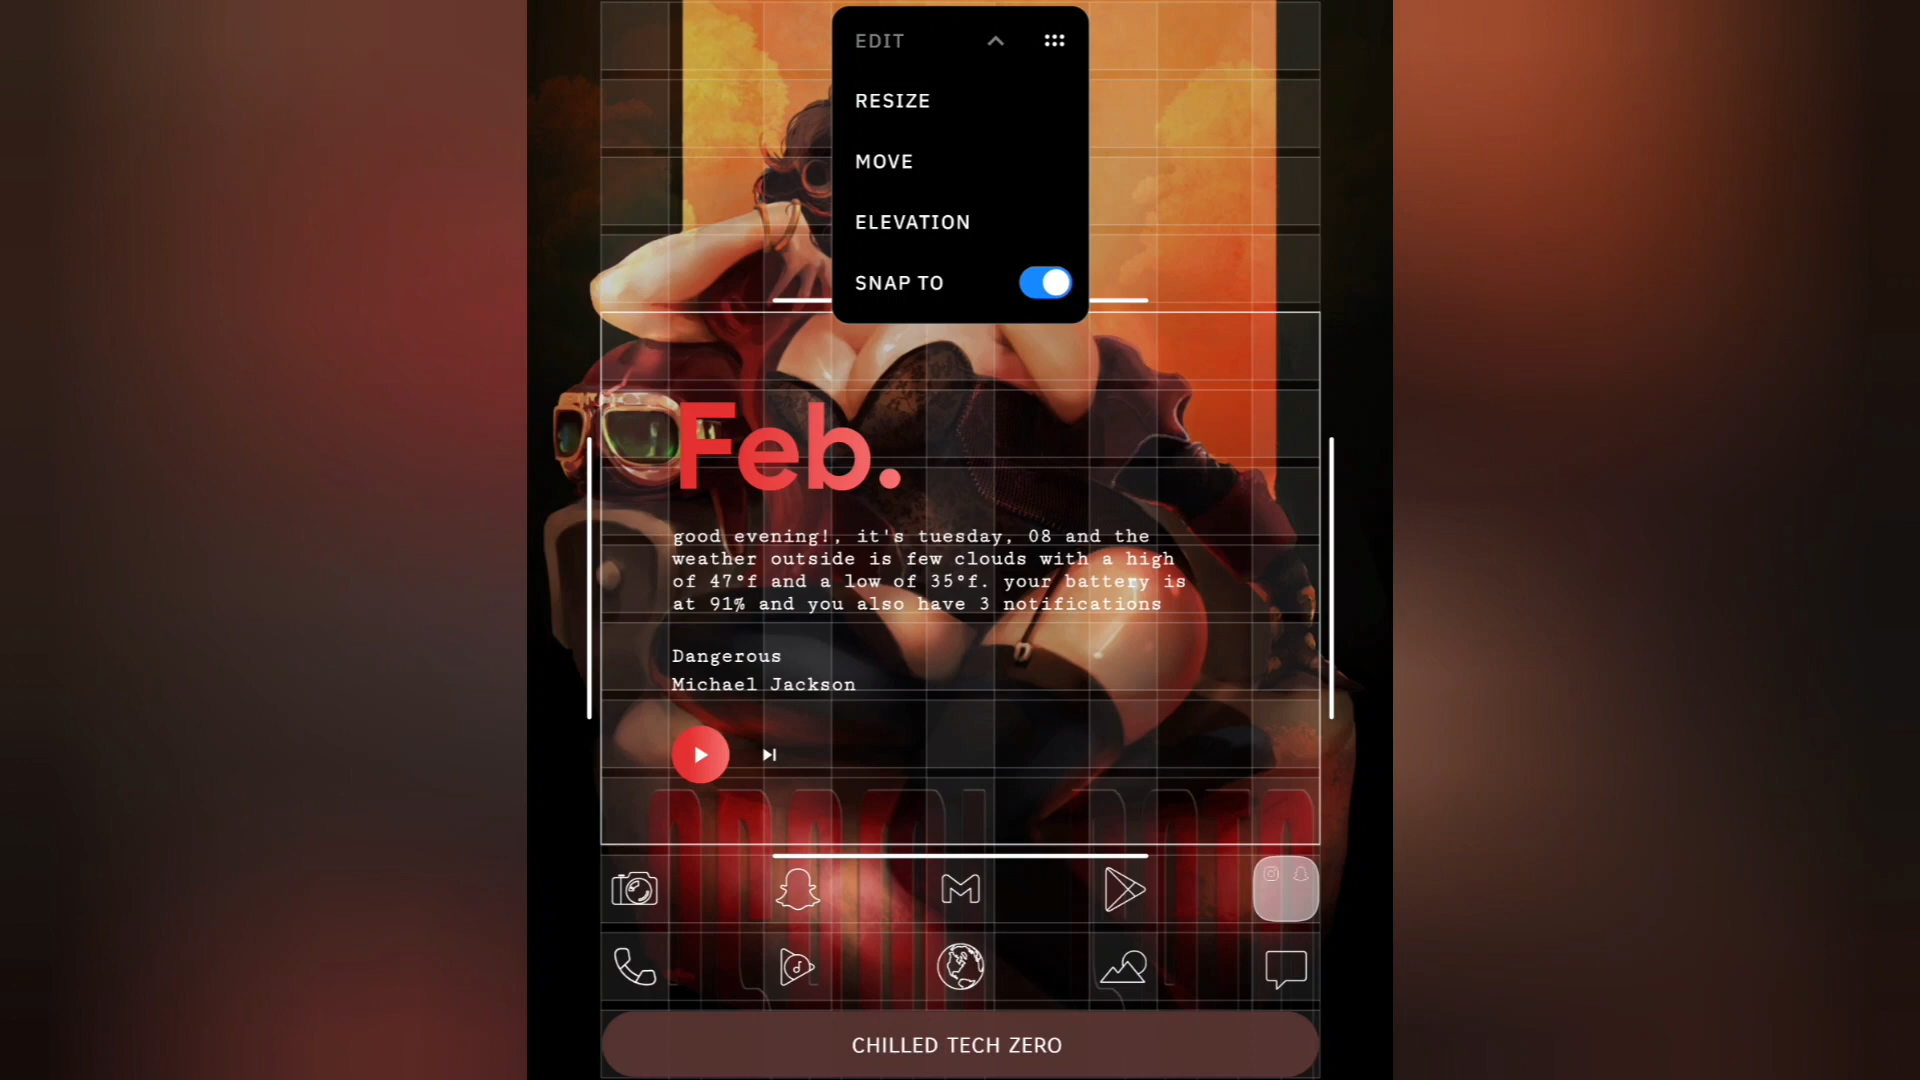 EDIT
RESIZE
MOVE
ELEVATION
SNAP TO
Feb.
good evening!, it's tuesday, 08 and the
weather outside is few clouds with a high
of 47°f and a low of 35°f. your battery is
at 91% and you also have 3 notifications
Dangerous
Michael Jackson
CHILLED TECH ZERO